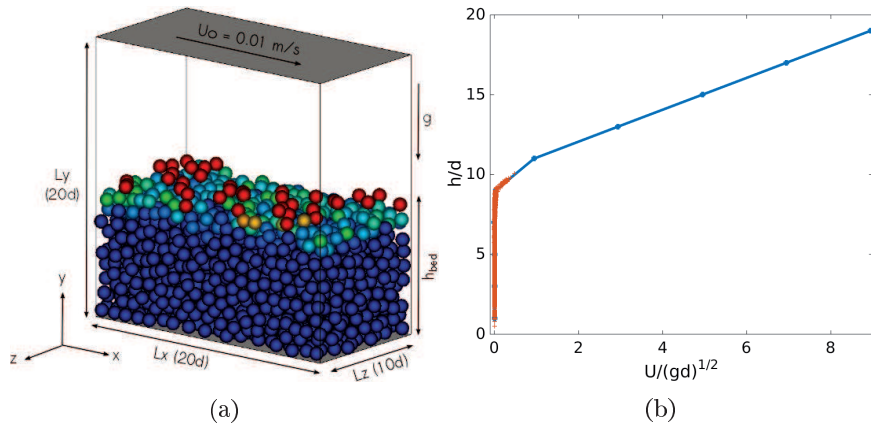 Uo = 0.01 m/s
g
Ly
(20d)
h_bed
y
x
z
Lx (20d)
Lz (10d)
(a)
20
15
10
5
0
h/d
0 2 4 6 8
U/(gd)^{1/2}
(b)